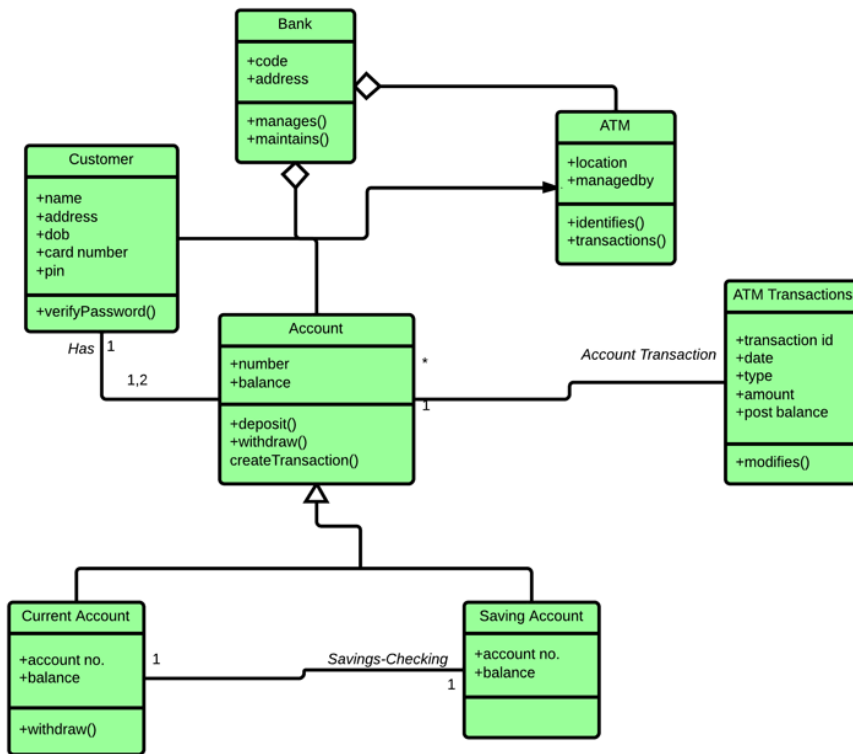 Bank
+code
+address
+manages()
+maintains()
ATM
+location
+managedby
+identifies()
+transactions()
Customer
+name
+address
+dob
+card number
+pin
+verifyPassword()
Has
1
1,2
Account
+number
+balance
+deposit()
+withdraw()
createTransaction()
*
1
Account Transaction
ATM Transactions
+transaction id
+date
+type
+amount
+post balance
+modifies()
Current Account
+account no.
+balance
+withdraw()
1
Savings-Checking
1
Saving Account
+account no.
+balance